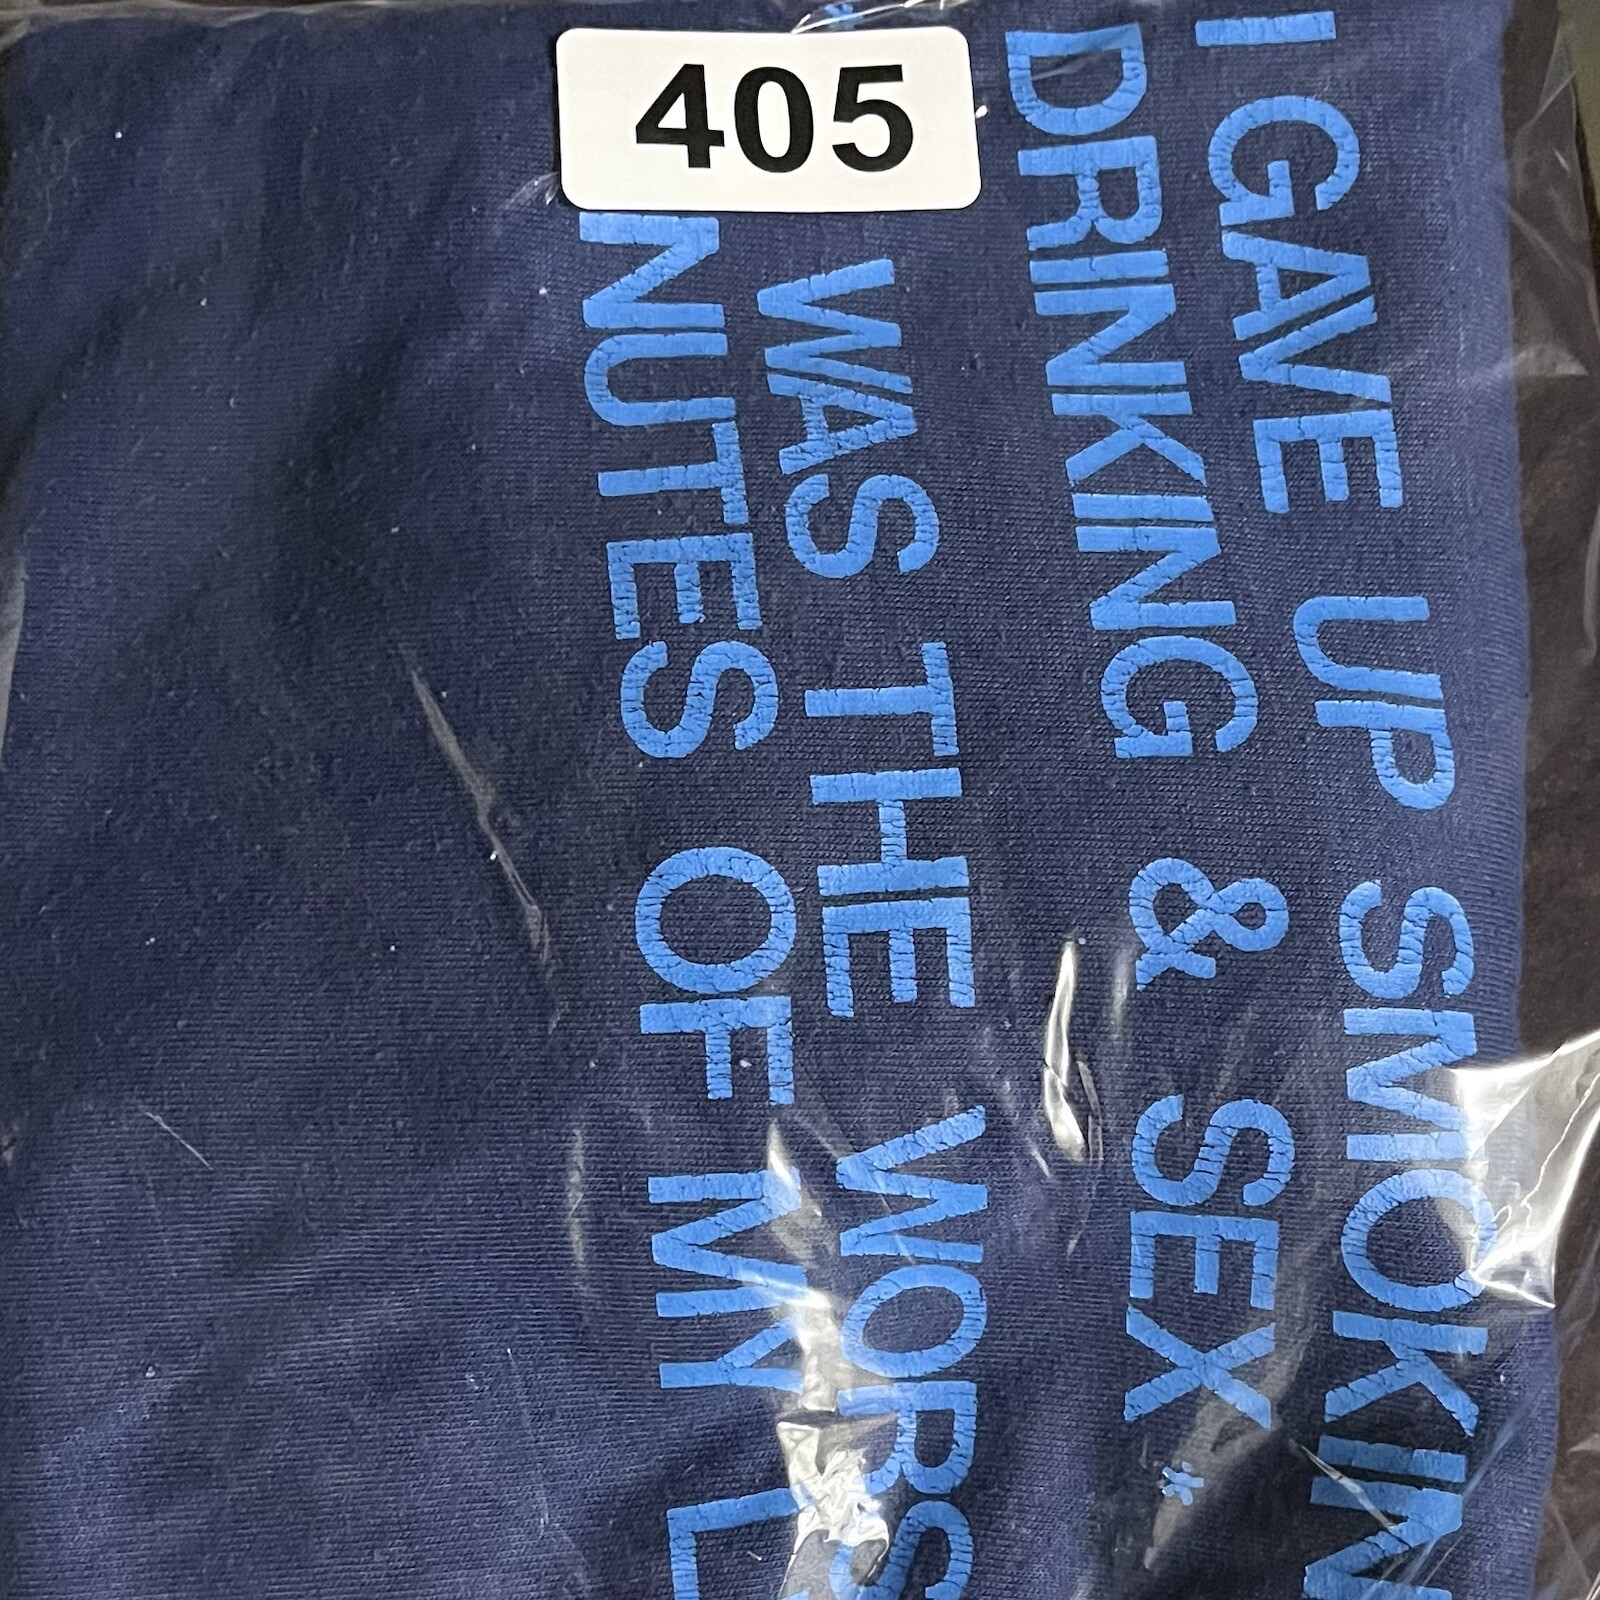 405
I GAVE UP SMOKIN
DRINKING & SEX
* *
WAS THE WORS
NUTES OF MY L